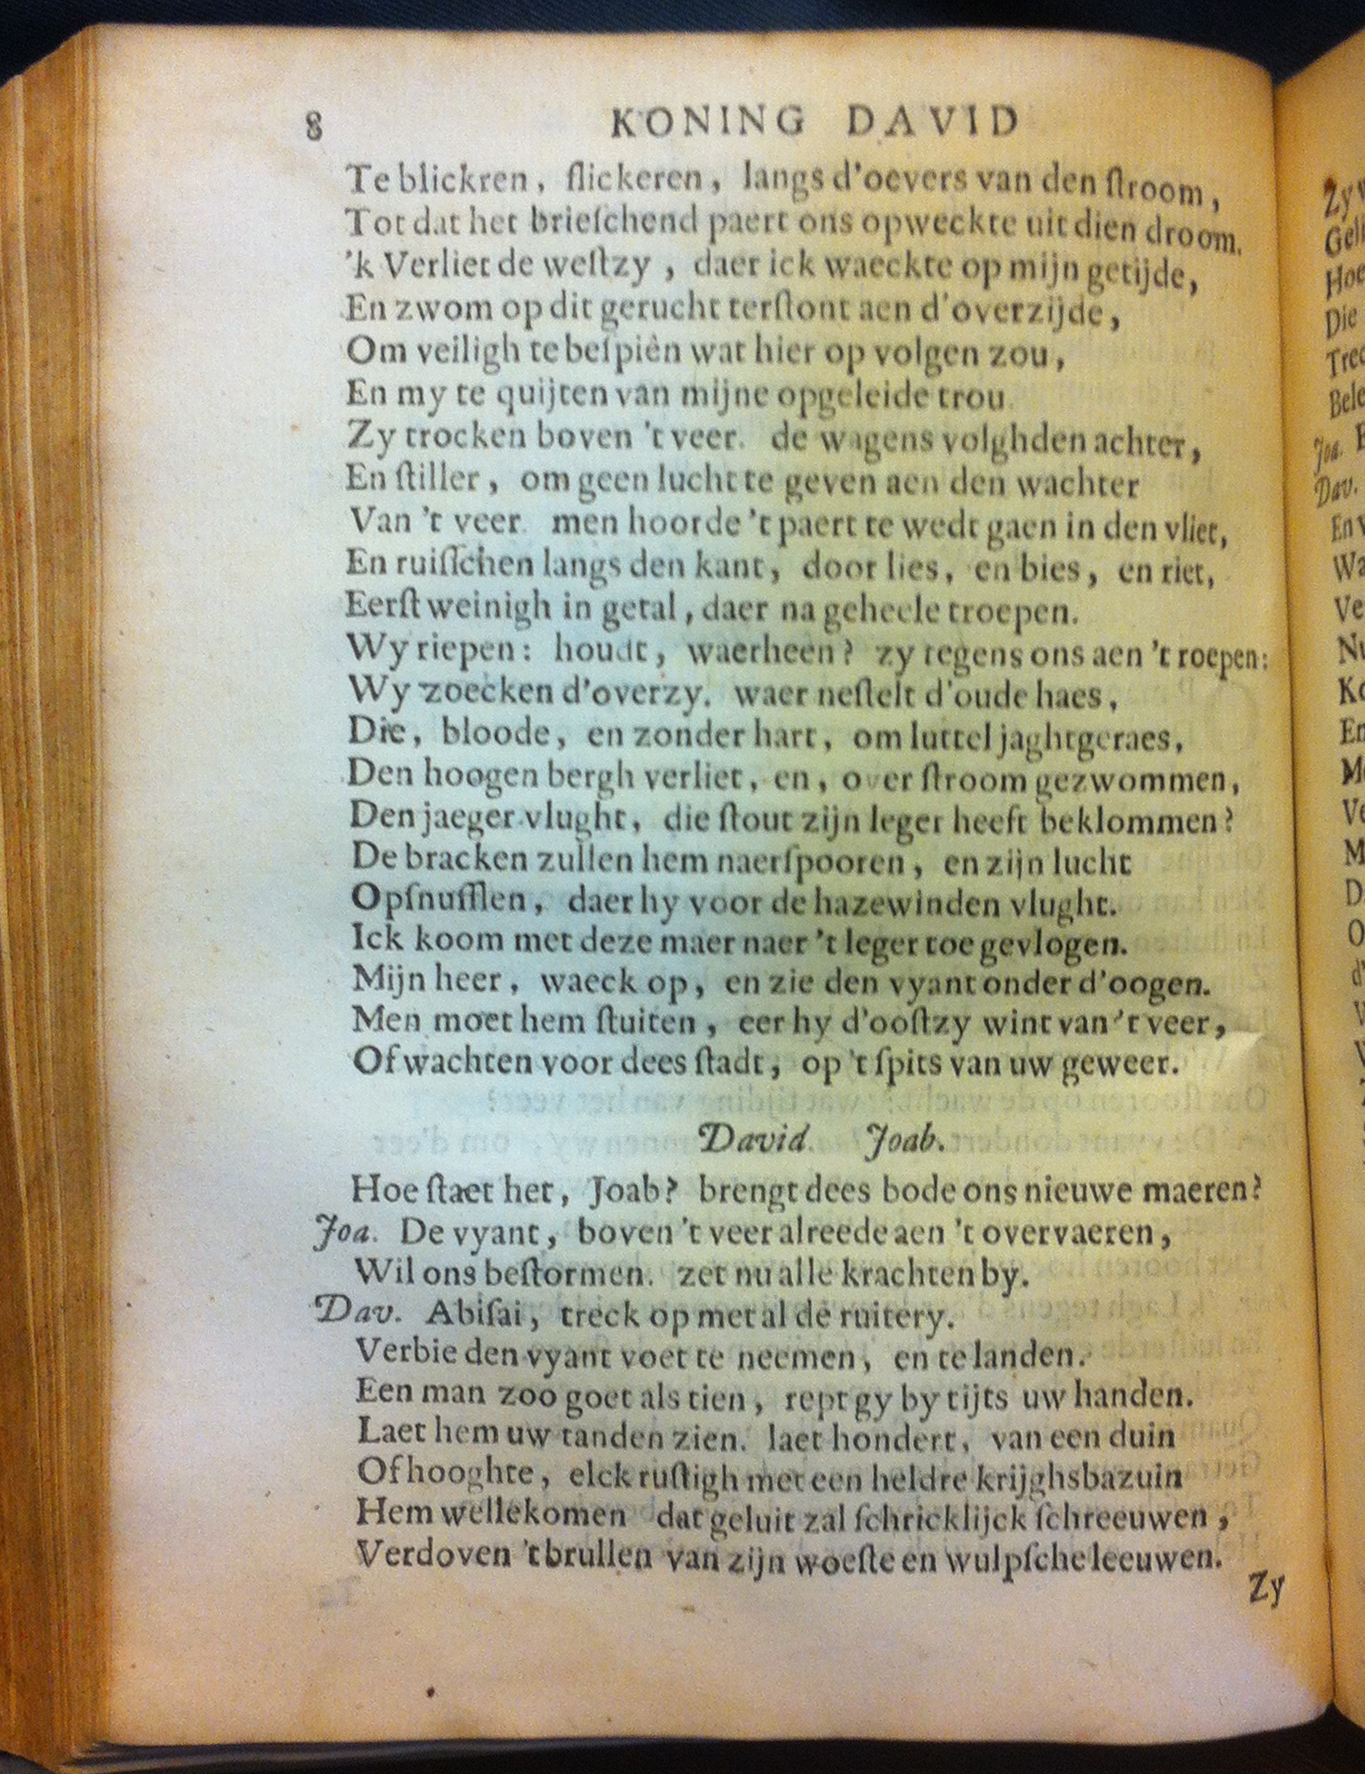 8 KONING DAVID
Te blickren, flickeren, langs d'oevers van den ſtroom,
Tot dat het brieſchend paert ons opweckte uit dien droom.
'k Verliet de weſtzy, daer ick waeckte op mijn getijde,
En zwom op dit gerucht terſtont aen d'overzijde,
Om veiligh te beſpiên wat hier op volgen zou,
En my te quijten van mijne opgeleide trou
Zy trocken boven 't veer. de wagens volghden achter,
En ſtiller, om geen lucht te geven aen den wachter
Van 't veer men hoorde 't paert te wedt gaen in den vliet,
En ruiſſchen langs den kant, door lies, en bies, en riet,
Eerſt weinigh in getal, daer na geheele troepen.
Wy riepen: houdt, waerheen? zy tegens ons aen 't roepen:
Wy zoecken d'overzy. waer neſtelt d'oude haes,
Die, bloode, en zonder hart, om luttel jaghtgeraes,
Den hoogen bergh verliet, en, over ſtroom gezwommen,
Den jaeger vlught, die ſtout zijn leger heeft beklommen?
De bracken zullen hem naerſpooren, en zijn lucht
Opſnufflen, daer hy voor de hazewinden vlught.
Ick koom met deze maer naer 't leger toe gevlogen.
Mijn heer, waeck op, en zie den vyant onder d'oogen.
Men moet hem ſtuiten, eer hy d'ooſtzy wint van 't veer,
Of wachten voor dees ſtadt, op 't ſpits van uw geweer.
David. Joab.
Hoe ſtaet het, Joab? brengt dees bode ons nieuwe maeren?
Joa. De vyant, boven 't veer alreede aen 't overvaeren,
Wil ons beſtormen. zet nu alle krachten by.
Dav. Abiſai, treck op met al de ruitery.
Verbie den vyant voet te neemen, en te landen.
Een man zoo goet als tien, rept gy by tijts uw handen.
Laet hem uw tanden zien. laet hondert, van een duin
Of hooghte, elck ruſtigh met een heldre krijghsbazuin
Hem wellekomen dat geluit zal ſchricklijck ſchreeuwen,
Verdoven 't brullen van zijn woeſte en wulpſche leeuwen.
Zy